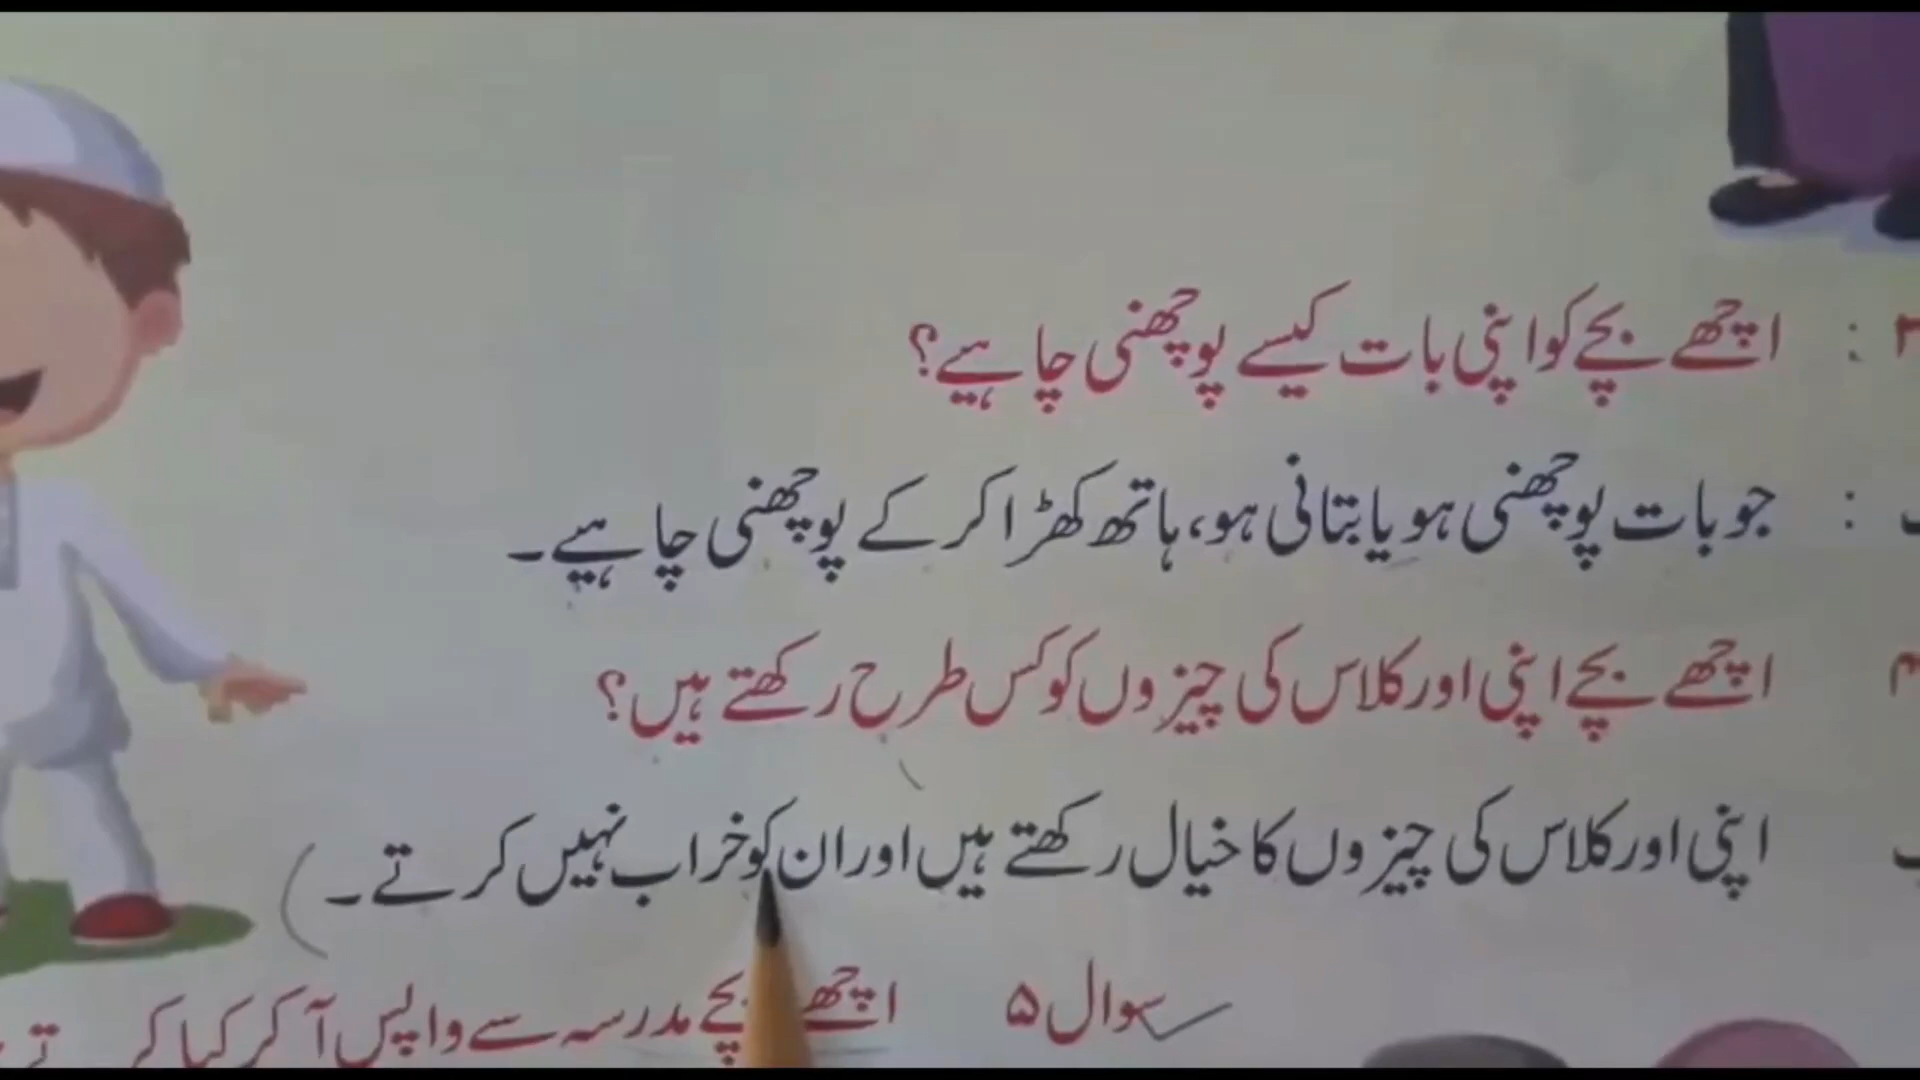 ۳ : اچھے بچے کو اپنی بات کیسے پوچھنی چاہیے؟
: جو بات پوچھنی ہو یا بتانی ہو، ہاتھ کھڑا کر کے پوچھنی چاہیے۔
۴ اچھے بچے اپنی اور کلاس کی چیزوں کو کس طرح رکھتے ہیں؟
اپنی اور کلاس کی چیزوں کا خیال رکھتے ہیں اور ان کو خراب نہیں کرتے۔
سوال ۵ اچھے بچے مدرسہ سے واپس آ کر کیا کرتے